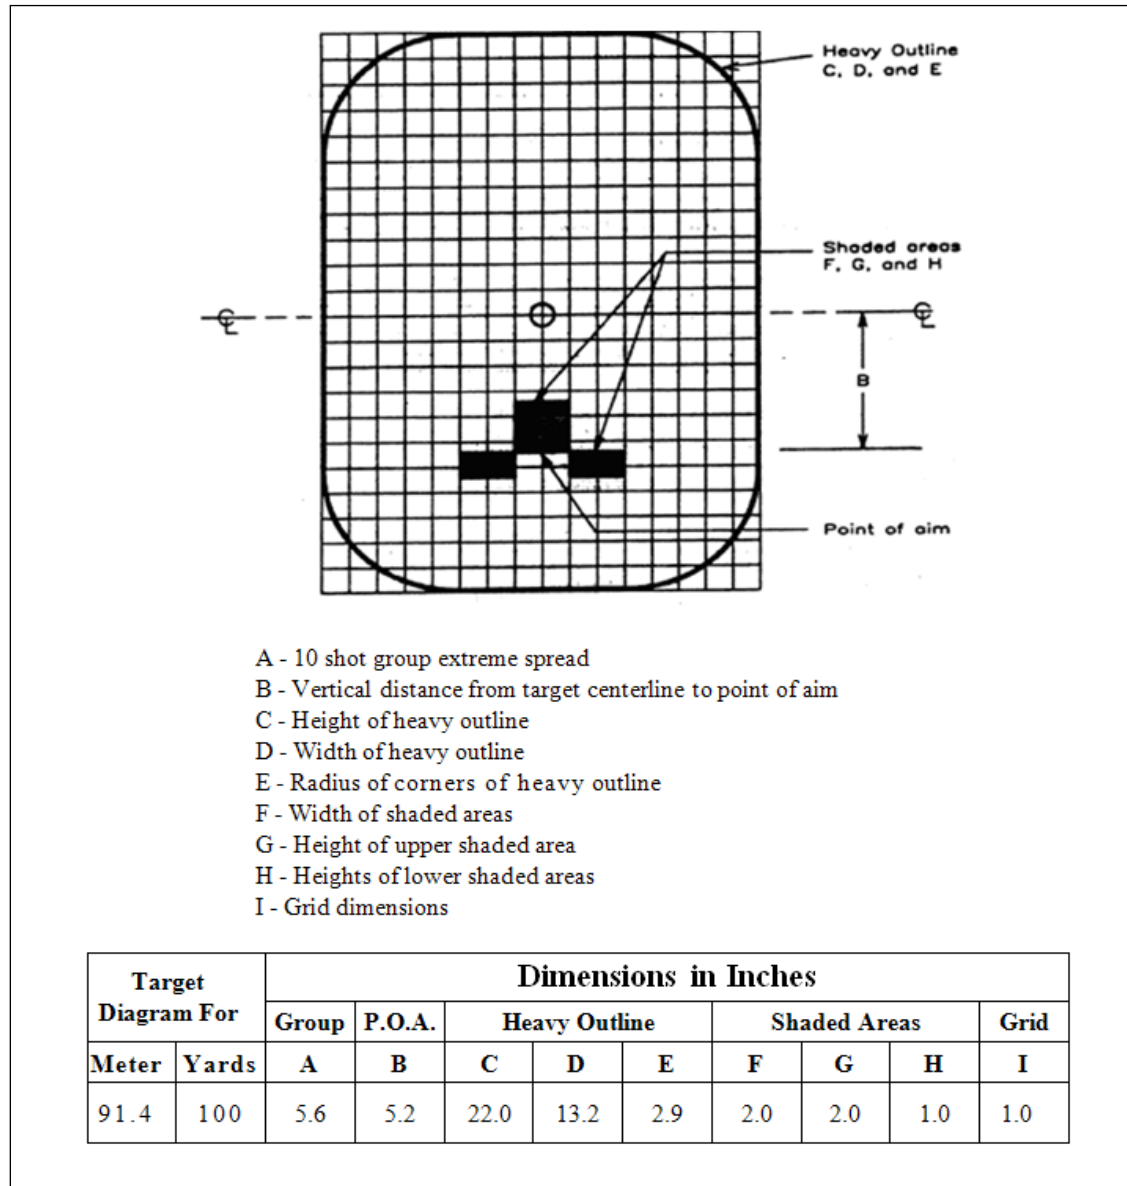 Heavy Outline
C, D, and E
Shaded areas
F, G, and H
℄
℄
B
Point of aim
A - 10 shot group extreme spread
B - Vertical distance from target centerline to point of aim
C - Height of heavy outline
D - Width of heavy outline
E - Radius of corners of heavy outline
F - Width of shaded areas
G - Height of upper shaded area
H - Heights of lower shaded areas
I - Grid dimensions
Target Diagram For Dimensions in Inches
Group P.O.A. Heavy Outline Shaded Areas Grid
Meter Yards A B C D E F G H I
91.4 100 5.6 5.2 22.0 13.2 2.9 2.0 2.0 1.0 1.0